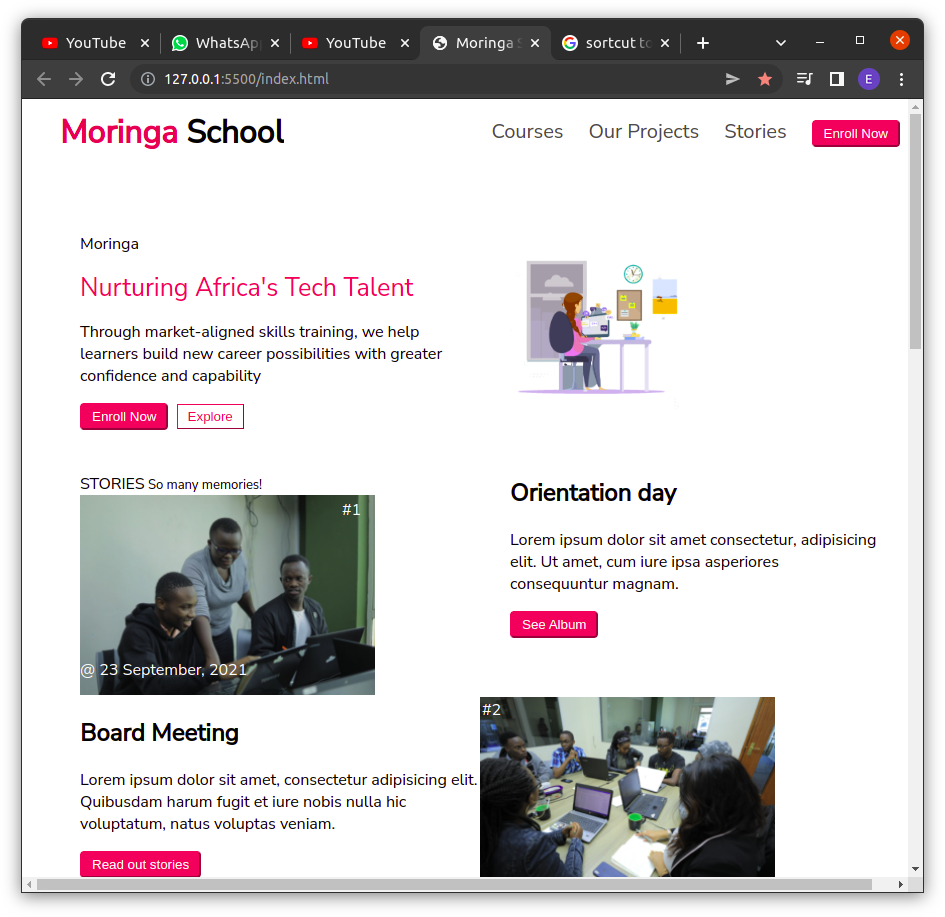 YouTube
WhatsAp
YouTube
Moringa S
sortcut to
127.0.0.1:5500/index.html
E
Moringa School
Courses
Our Projects
Stories
Enroll Now
Moringa
Nurturing Africa's Tech Talent
Through market-aligned skills training, we help
learners build new career possibilities with greater
confidence and capability
Enroll Now
Explore
STORIES So many memories!
#1
@ 23 September, 2021
Orientation day
Lorem ipsum dolor sit amet consectetur, adipisicing
elit. Ut amet, cum iure ipsa asperiores
consequuntur magnam.
See Album
Board Meeting
Lorem ipsum dolor sit amet, consectetur adipisicing elit.
Quibusdam harum fugit et iure nobis nulla hic
voluptatum, natus voluptas veniam.
Read out stories
#2